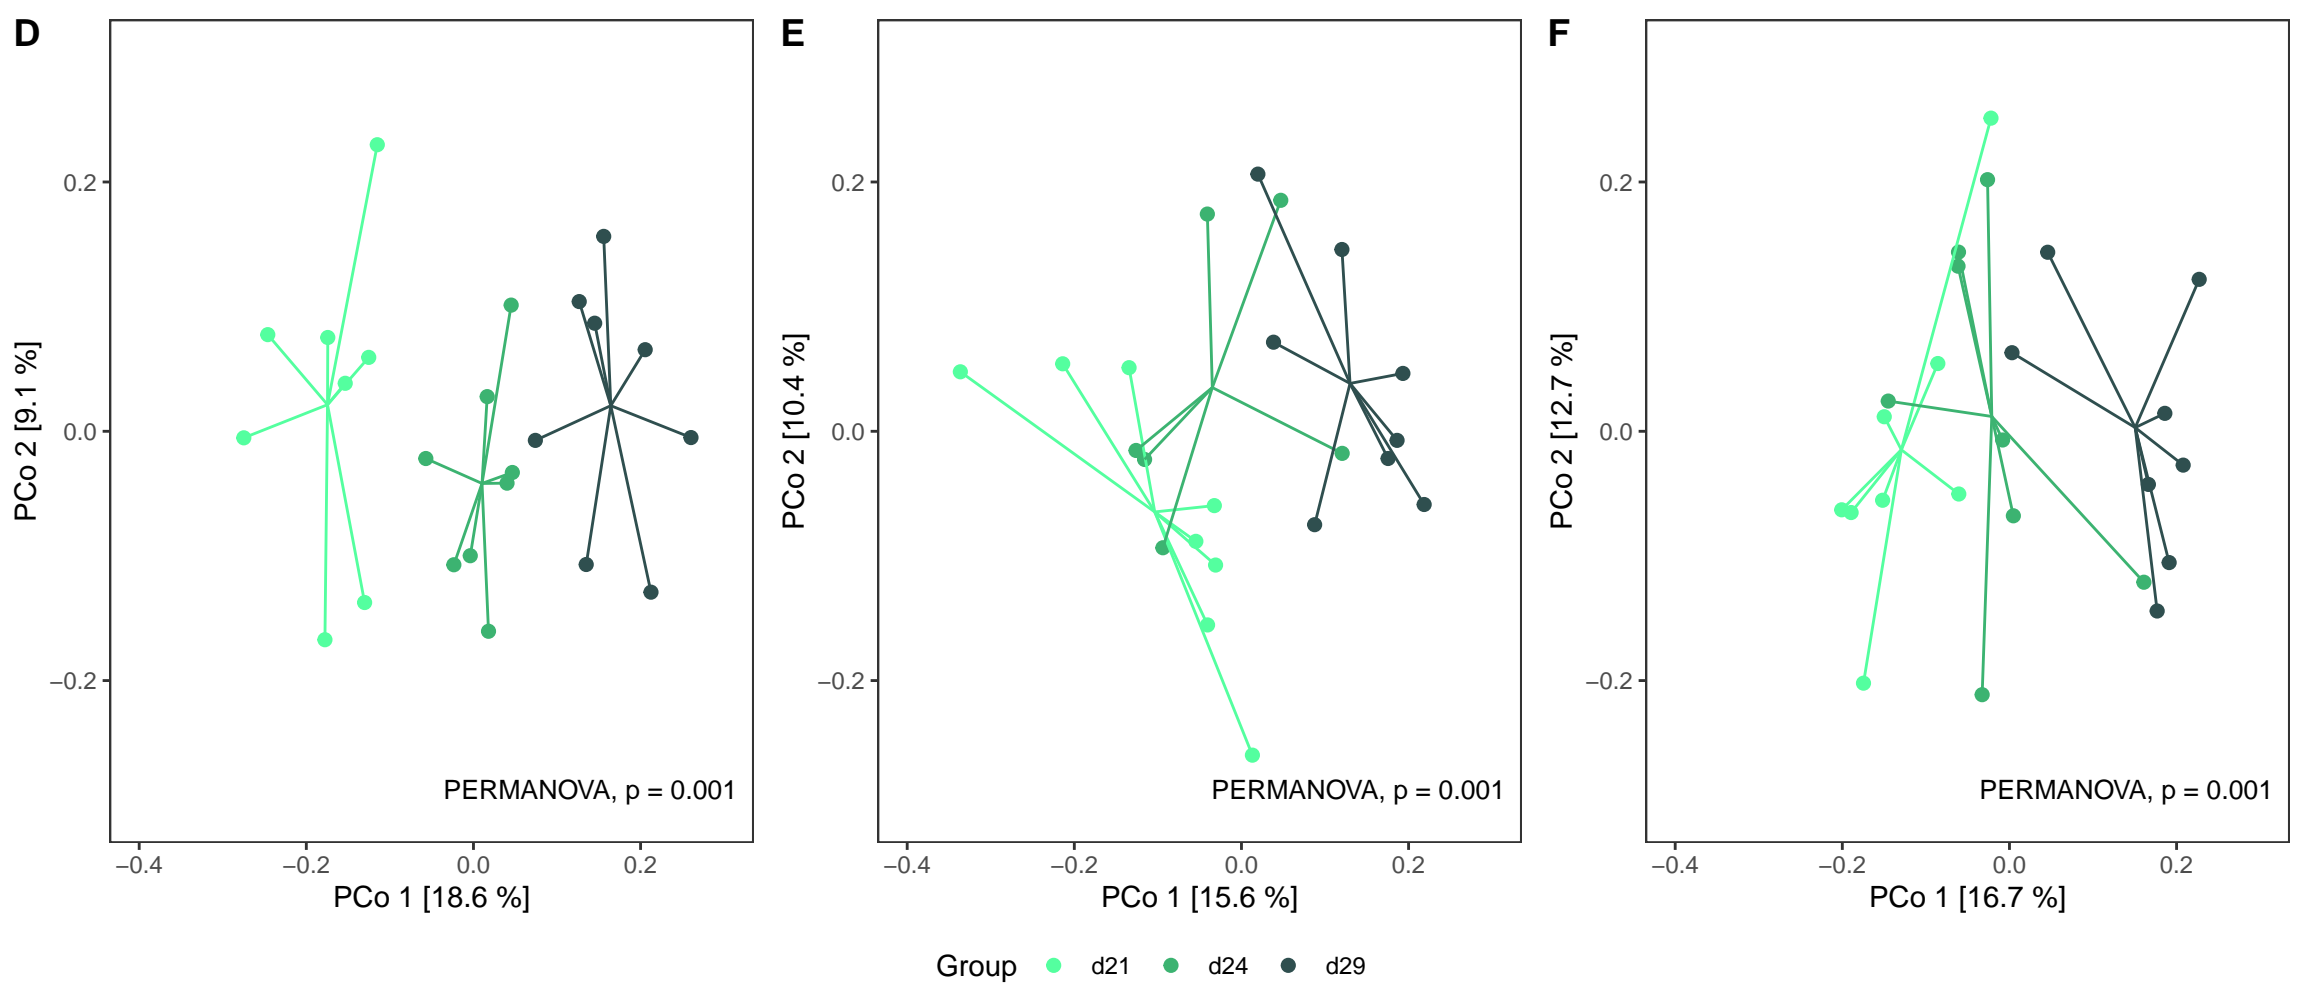 D
E
F
PCo 2 [9.1 %]
0.2
0.0
−0.2
PERMANOVA, p = 0.001
−0.4 −0.2 0.0 0.2
PCo 1 [18.6 %]
PCo 2 [10.4 %]
0.2
0.0
−0.2
PERMANOVA, p = 0.001
−0.4 −0.2 0.0 0.2
PCo 1 [15.6 %]
PCo 2 [12.7 %]
0.2
0.0
−0.2
PERMANOVA, p = 0.001
−0.4 −0.2 0.0 0.2
PCo 1 [16.7 %]
Group d21 d24 d29